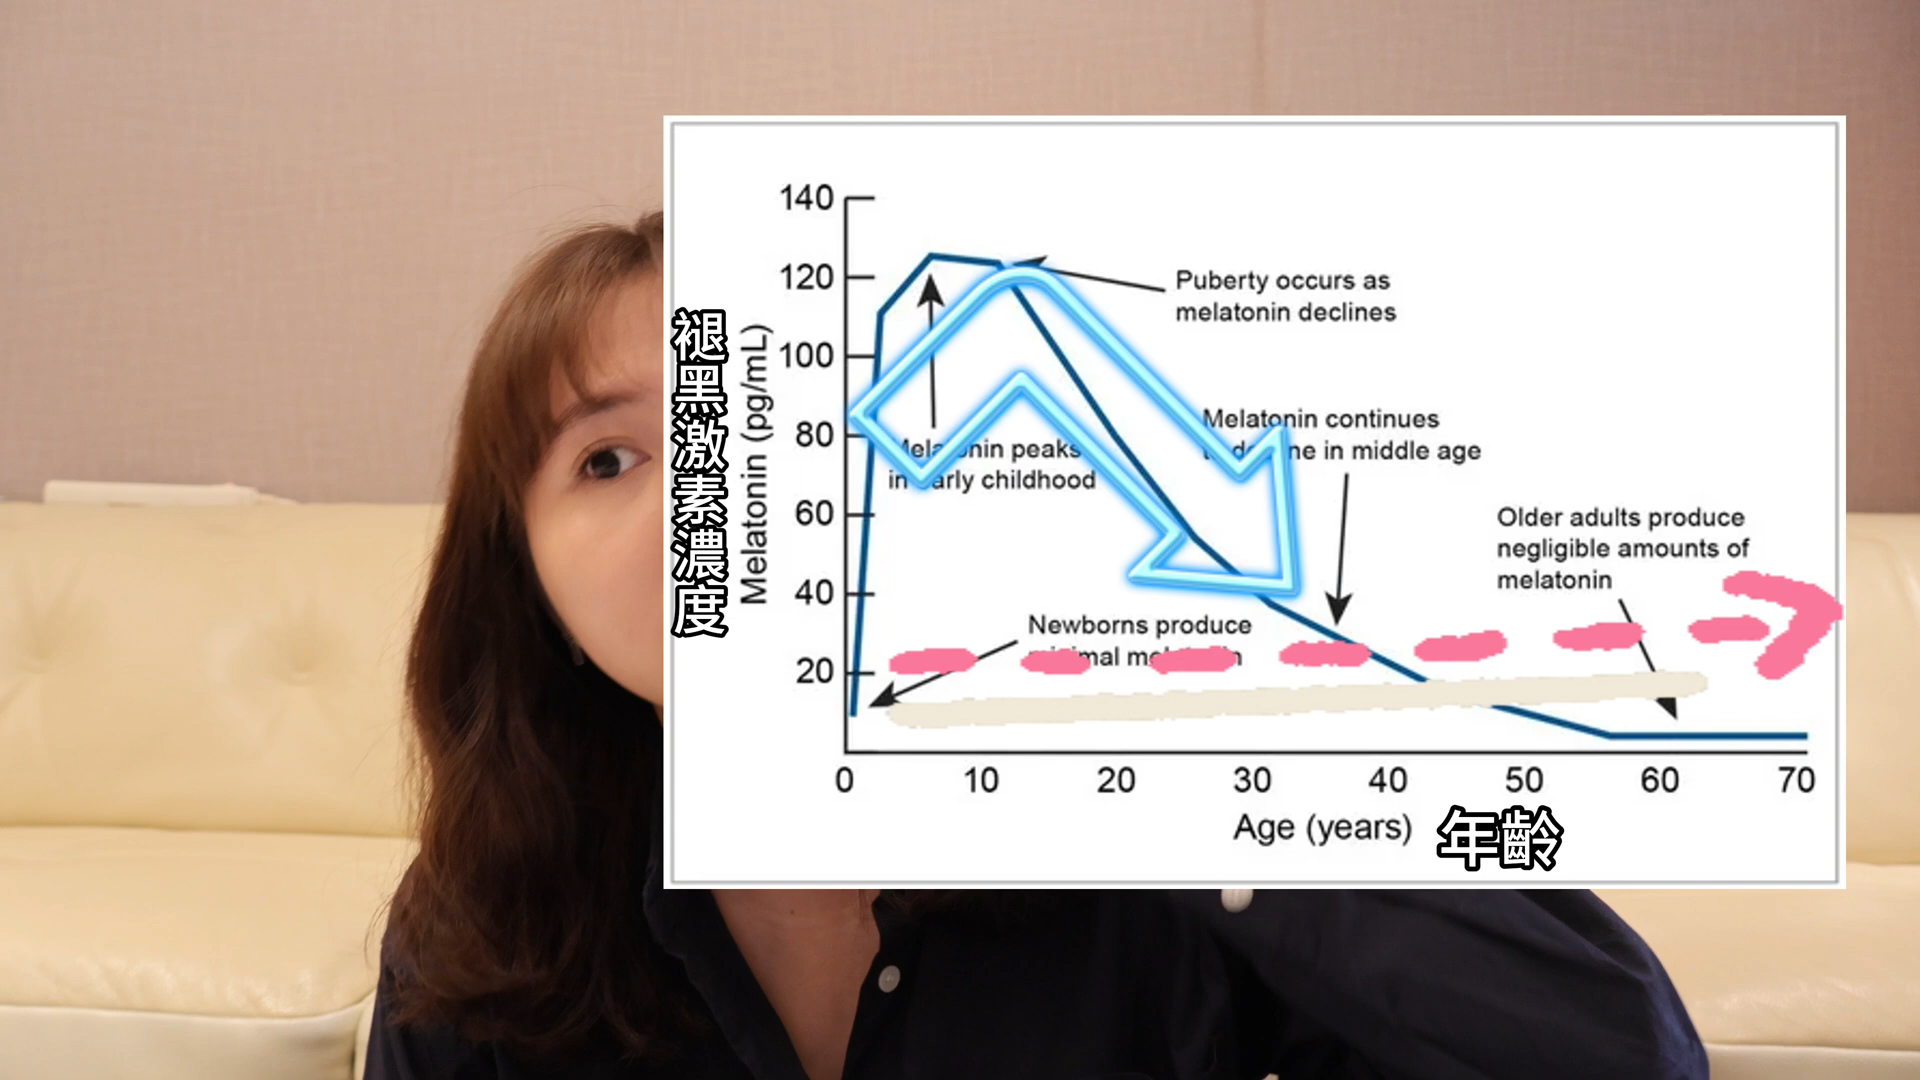 褪黑激素濃度
Melatonin (pg/mL)
140
120
100
80
60
40
20
Puberty occurs as
melatonin declines
Melatonin continues
in middle age
peaks
in childhood
Older adults produce
negligible amounts of
melatonin
Newborns produce
0 10 20 30 40 50 60 70
Age (years)
年齡